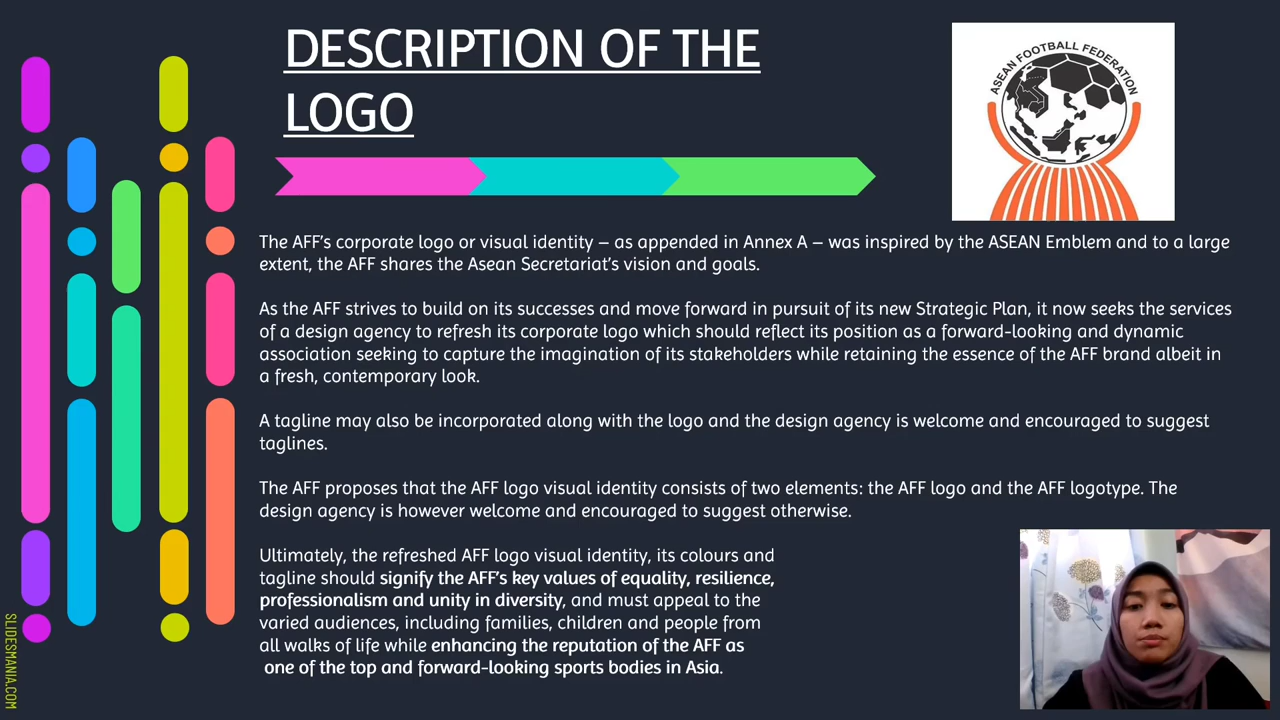 DESCRIPTION OF THE
LOGO
ASEAN FOOTBALL FEDERATION
The AFF's corporate logo or visual identity – as appended in Annex A – was inspired by the ASEAN Emblem and to a large
extent, the AFF shares the Asean Secretariat's vision and goals.
As the AFF strives to build on its successes and move forward in pursuit of its new Strategic Plan, it now seeks the services
of a design agency to refresh its corporate logo which should reflect its position as a forward-looking and dynamic
association seeking to capture the imagination of its stakeholders while retaining the essence of the AFF brand albeit in
a fresh, contemporary look.
A tagline may also be incorporated along with the logo and the design agency is welcome and encouraged to suggest
taglines.
The AFF proposes that the AFF logo visual identity consists of two elements: the AFF logo and the AFF logotype. The
design agency is however welcome and encouraged to suggest otherwise.
Ultimately, the refreshed AFF logo visual identity, its colours and
tagline should signify the AFF's key values of equality, resilience,
professionalism and unity in diversity, and must appeal to the
varied audiences, including families, children and people from
all walks of life while enhancing the reputation of the AFF as
one of the top and forward-looking sports bodies in Asia.
SLIDESMANIA.COM